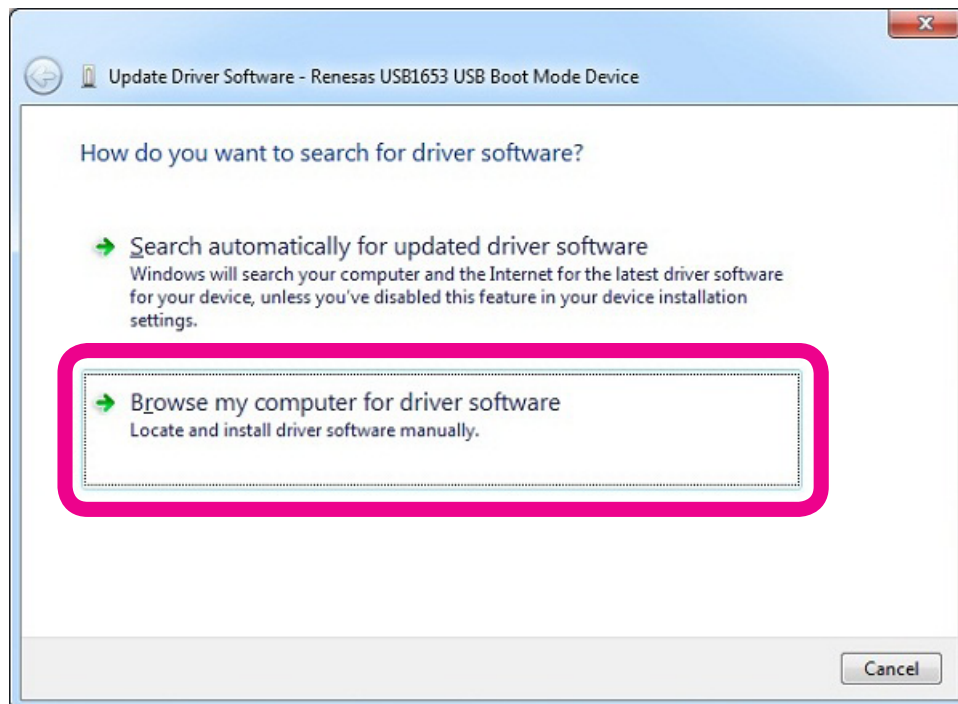 Update Driver Software - Renesas USB1653 USB Boot Mode Device
How do you want to search for driver software?
Search automatically for updated driver software
Windows will search your computer and the Internet for the latest driver software
for your device, unless you've disabled this feature in your device installation
settings.
Browse my computer for driver software
Locate and install driver software manually.
Cancel